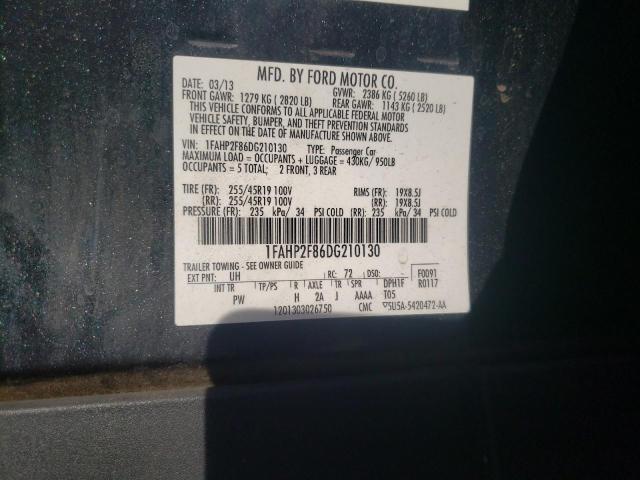 MFD. BY FORD MOTOR CO.
DATE: 03/13 GVWR: 2386 KG ( 5260 LB)
FRONT GAWR: 1279 KG ( 2820 LB) REAR GAWR: 1143 KG ( 2520 LB)
THIS VEHICLE CONFORMS TO ALL APPLICABLE FEDERAL MOTOR
VEHICLE SAFETY, BUMPER, AND THEFT PREVENTION STANDARDS
IN EFFECT ON THE DATE OF MANUFACTURE SHOWN ABOVE.
VIN: 1FAHP2F86DG210130 TYPE: Passenger Car
MAXIMUM LOAD = OCCUPANTS + LUGGAGE = 430KG/ 950LB
OCCUPANTS = 5 TOTAL; 2 FRONT, 3 REAR
TIRE (FR): 255/45R19 100V RIMS (FR): 19X8.5J
(RR): 255/45R19 100V (RR): 19X8.5J
PRESSURE (FR): 235 kPa/ 34 PSI COLD (RR): 235 kPa/ 34 PSI COLD
1FAHP2F86DG210130
TRAILER TOWING - SEE OWNER GUIDE
EXT PNT: UH RC: 72 DSO: F0091
INT TR TP/PS R AXLE TR SPR DPH1F R0117
PW H 2A J AAAA T05
1201303026750 CMC 5U5A-5420472-AA